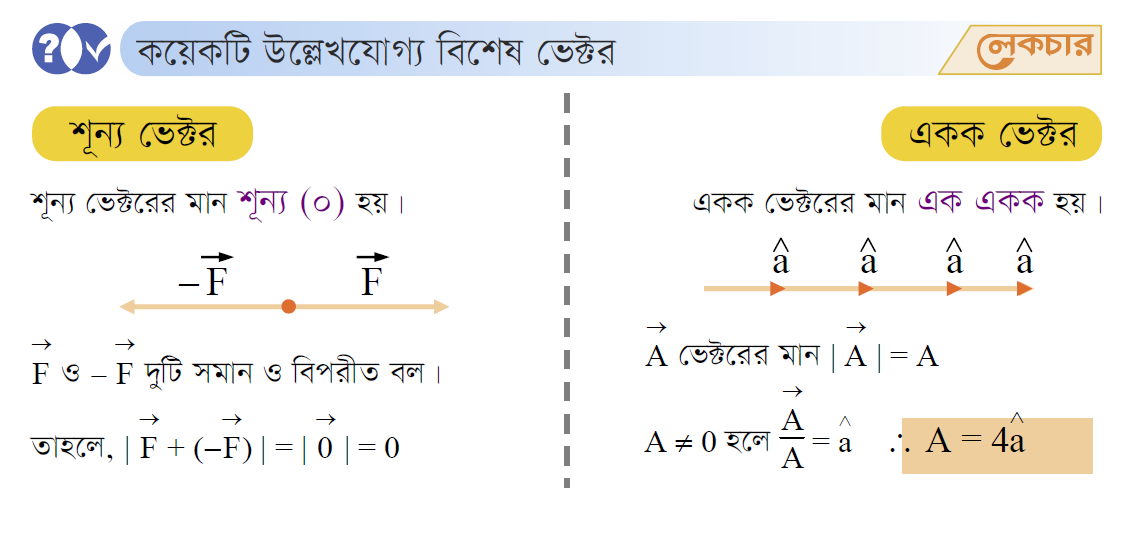 ?
কয়েকটি উল্লেখযোগ্য বিশেষ ভেক্টর
লেকচার
শূন্য ভেক্টর
শূন্য ভেক্টরের মান শূন্য (০) হয়।
–F⃗ F⃗
F⃗ ও – F⃗ দুটি সমান ও বিপরীত বল।
তাহলে, | F⃗ + (–F⃗) | = | 0⃗ | = 0
একক ভেক্টর
একক ভেক্টরের মান এক একক হয়।
â â â â
A⃗ ভেক্টরের মান | A⃗ | = A
A ≠ 0 হলে A⃗/A = â ∴ A = 4â